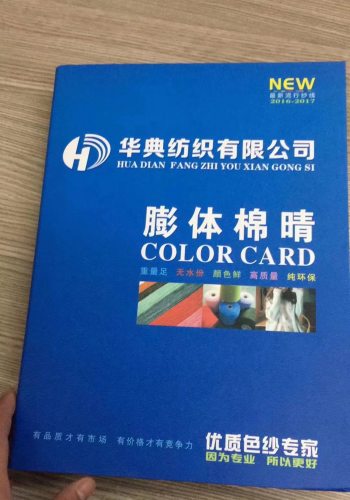 NEW
最新流行纱线
2016-2017
华典纺织有限公司
HUA DIAN FANG ZHI YOU XIAN GONG SI
膨体棉晴
COLOR CARD
重量足 无水份 颜色鲜 高质量 纯环保
有品质才有市场 有价格才有竞争力
优质色纱专家
因为专业 所以更好